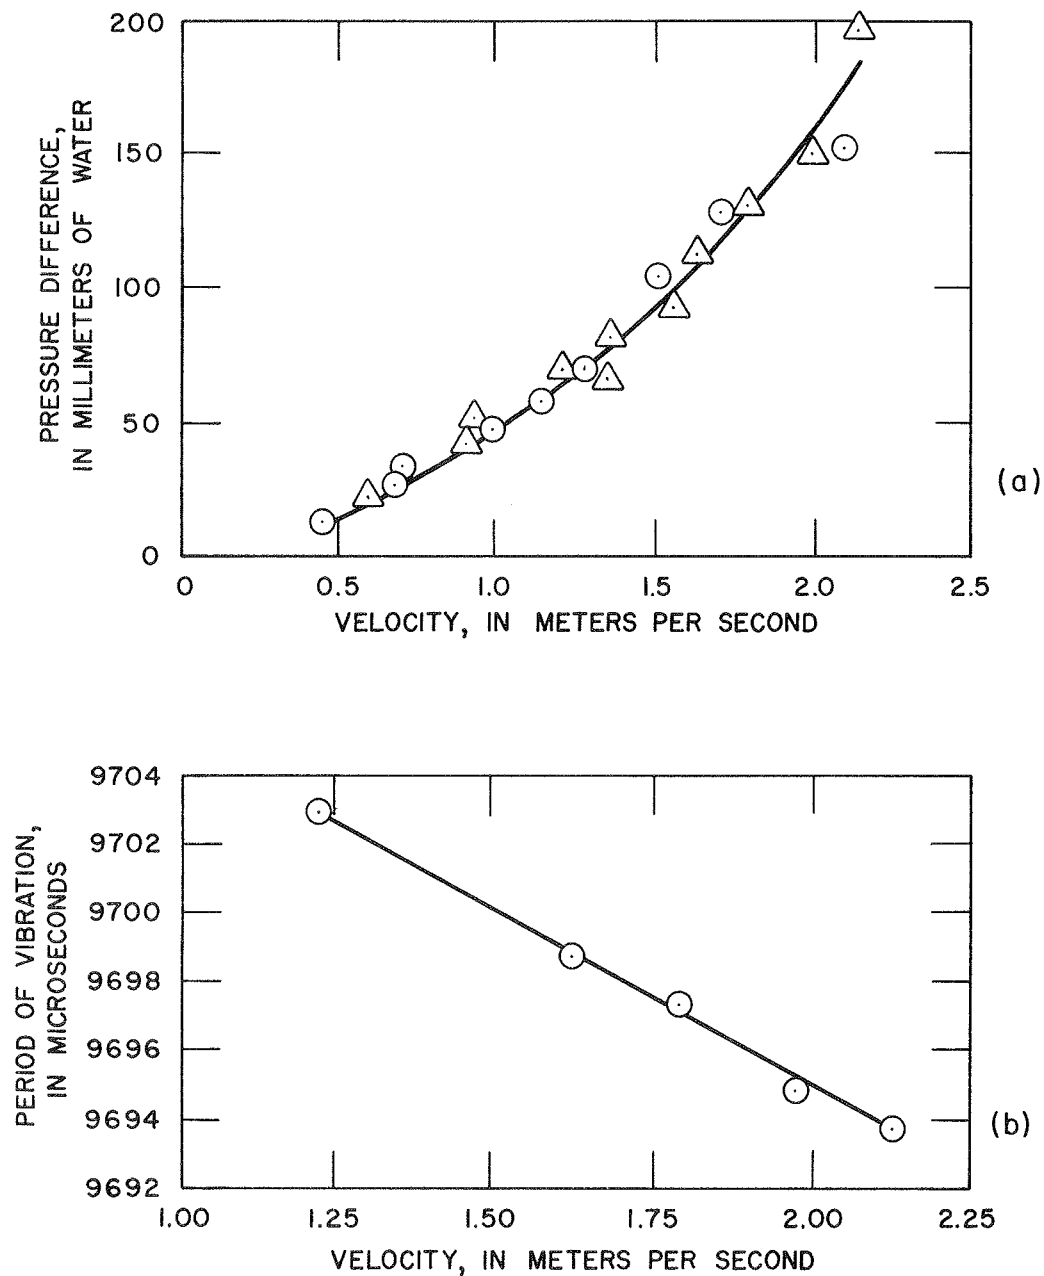 200
150
100
50
0
PRESSURE DIFFERENCE,
IN MILLIMETERS OF WATER
0 0.5 1.0 1.5 2.0 2.5
VELOCITY, IN METERS PER SECOND
(a)
9704
9702
9700
9698
9696
9694
9692
PERIOD OF VIBRATION,
IN MICROSECONDS
1.00 1.25 1.50 1.75 2.00 2.25
VELOCITY, IN METERS PER SECOND
(b)